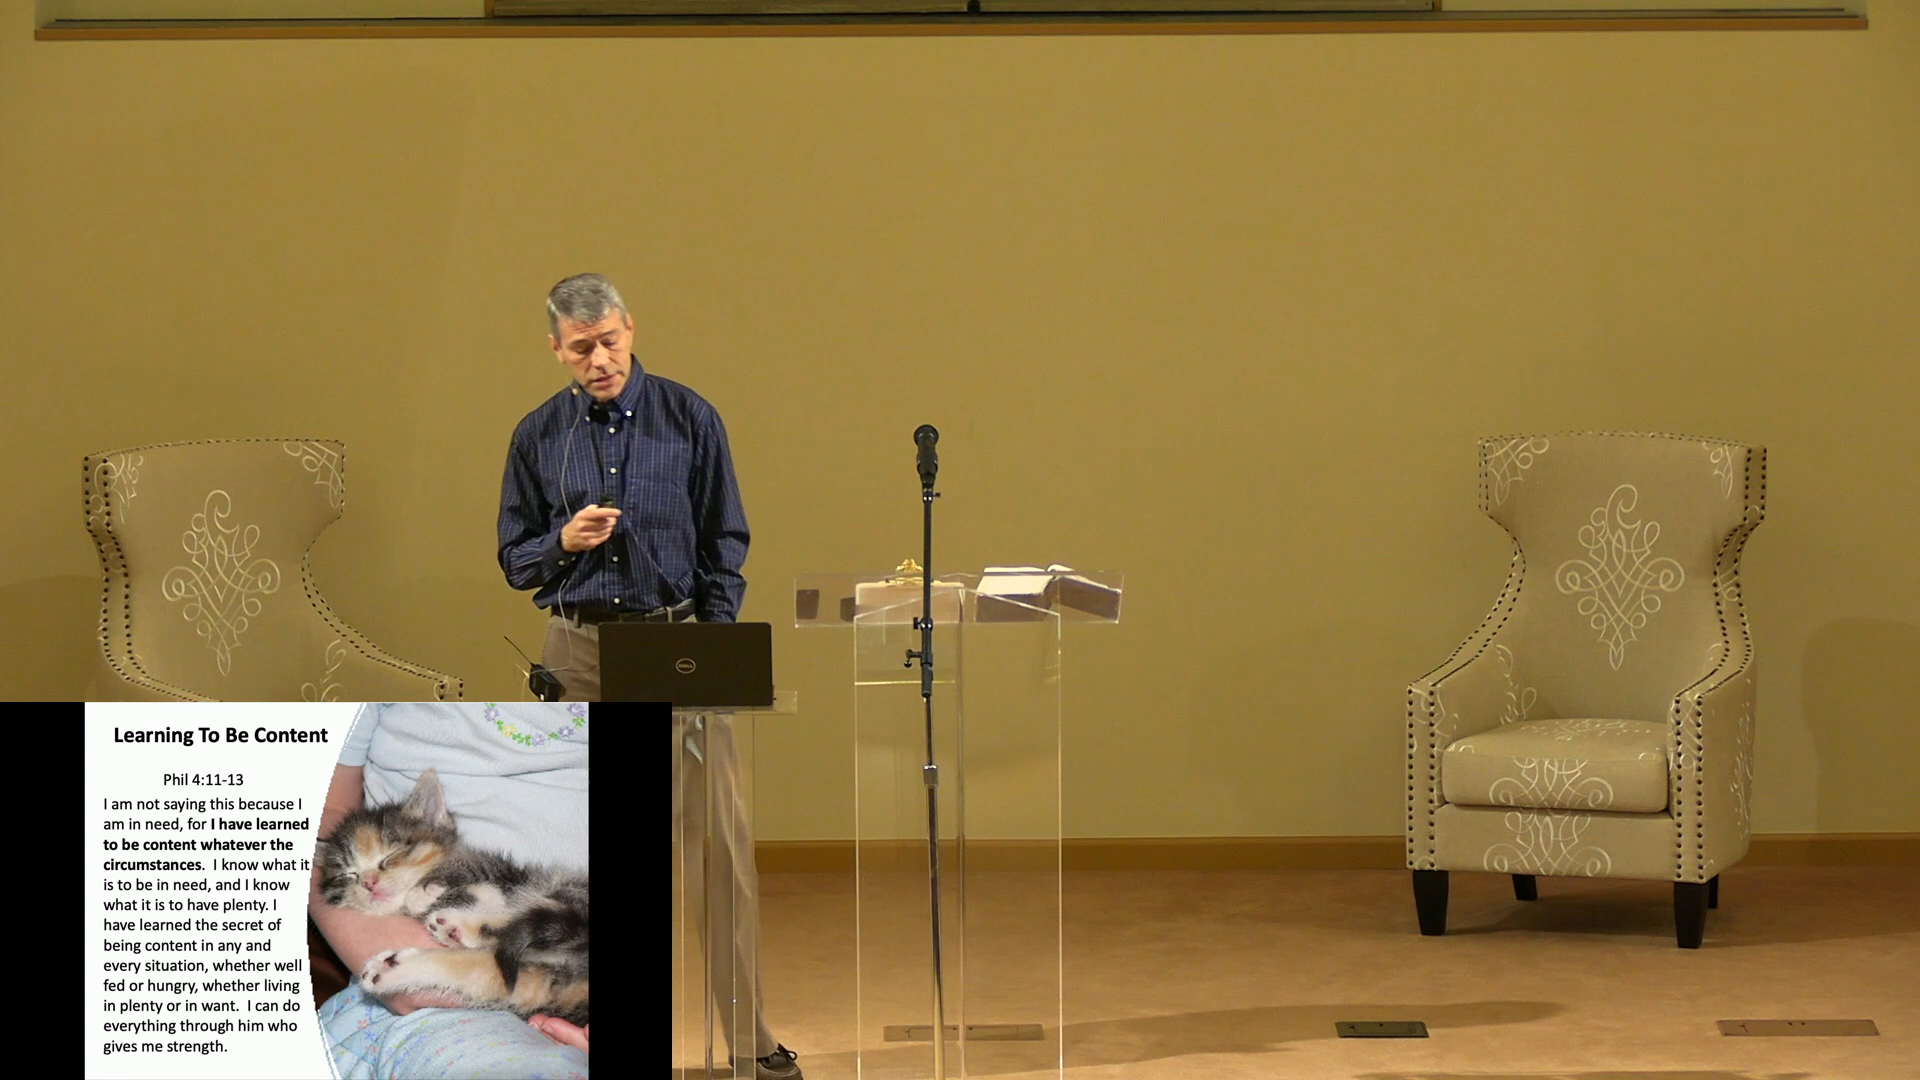 DELL
Learning To Be Content
Phil 4:11-13
I am not saying this because I
am in need, for I have learned
to be content whatever the
circumstances.  I know what it
is to be in need, and I know
what it is to have plenty. I
have learned the secret of
being content in any and
every situation, whether well
fed or hungry, whether living
in plenty or in want.  I can do
everything through him who
gives me strength.